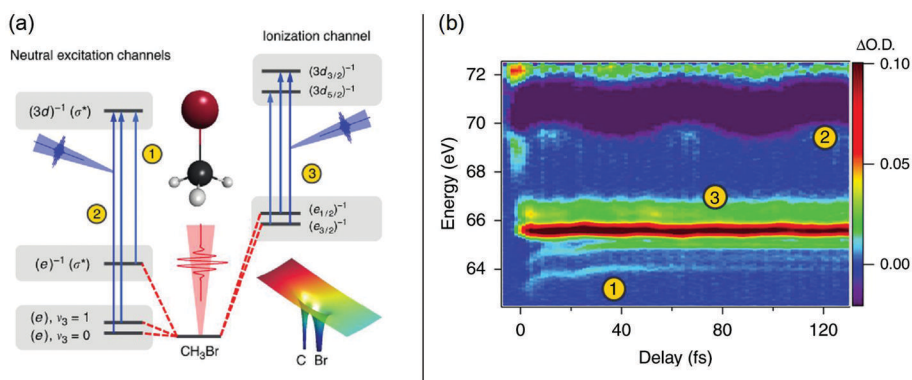 (a)
Neutral excitation channels
Ionization channel
(3d₃/₂)⁻¹
(3d₅/₂)⁻¹
(3d)⁻¹ (σ*)
1
2
3
(e₁/₂)⁻¹
(e₃/₂)⁻¹
(e)⁻¹ (σ*)
(e), v₃ = 1
(e), v₃ = 0
CH₃Br
C Br
(b)
ΔO.D.
72
70
68
66
64
Energy (eV)
2
3
1
0 40 80 120
Delay (fs)
0.10
0.05
0.00